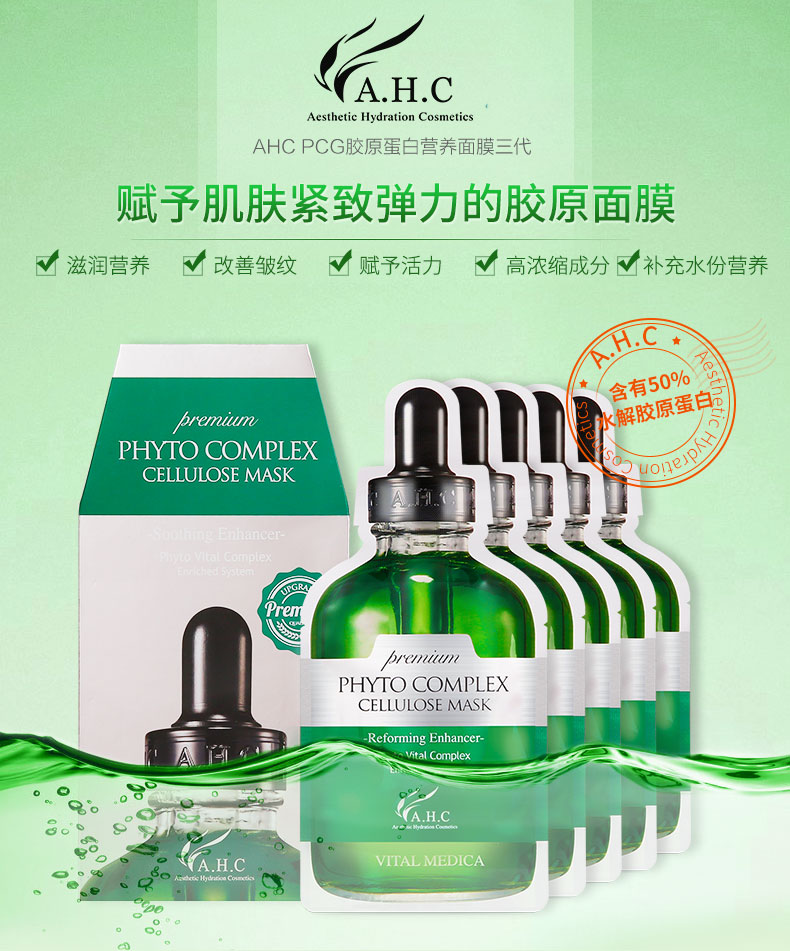 A.H.C
Aesthetic Hydration Cosmetics
AHC PCG胶原蛋白营养面膜三代
赋予肌肤紧致弹力的胶原面膜
滋润营养 改善皱纹 赋予活力 高浓缩成分 补充水份营养
A.H.C
含有50%
水解胶原蛋白
Aesthetic Hydration Cosmetics
premium
PHYTO COMPLEX
CELLULOSE MASK
-Soothing Enhancer-
Phyto Vital Complex
Enriched System
UPGRA
Prem
A.H.C
A.H.C
Aesthetic Hydration Cosmetics
A.H.C
premium
PHYTO COMPLEX
CELLULOSE MASK
-Reforming Enhancer-
Vital Complex
A.H.C
Aesthetic Hydration Cosmetics
VITAL MEDICA